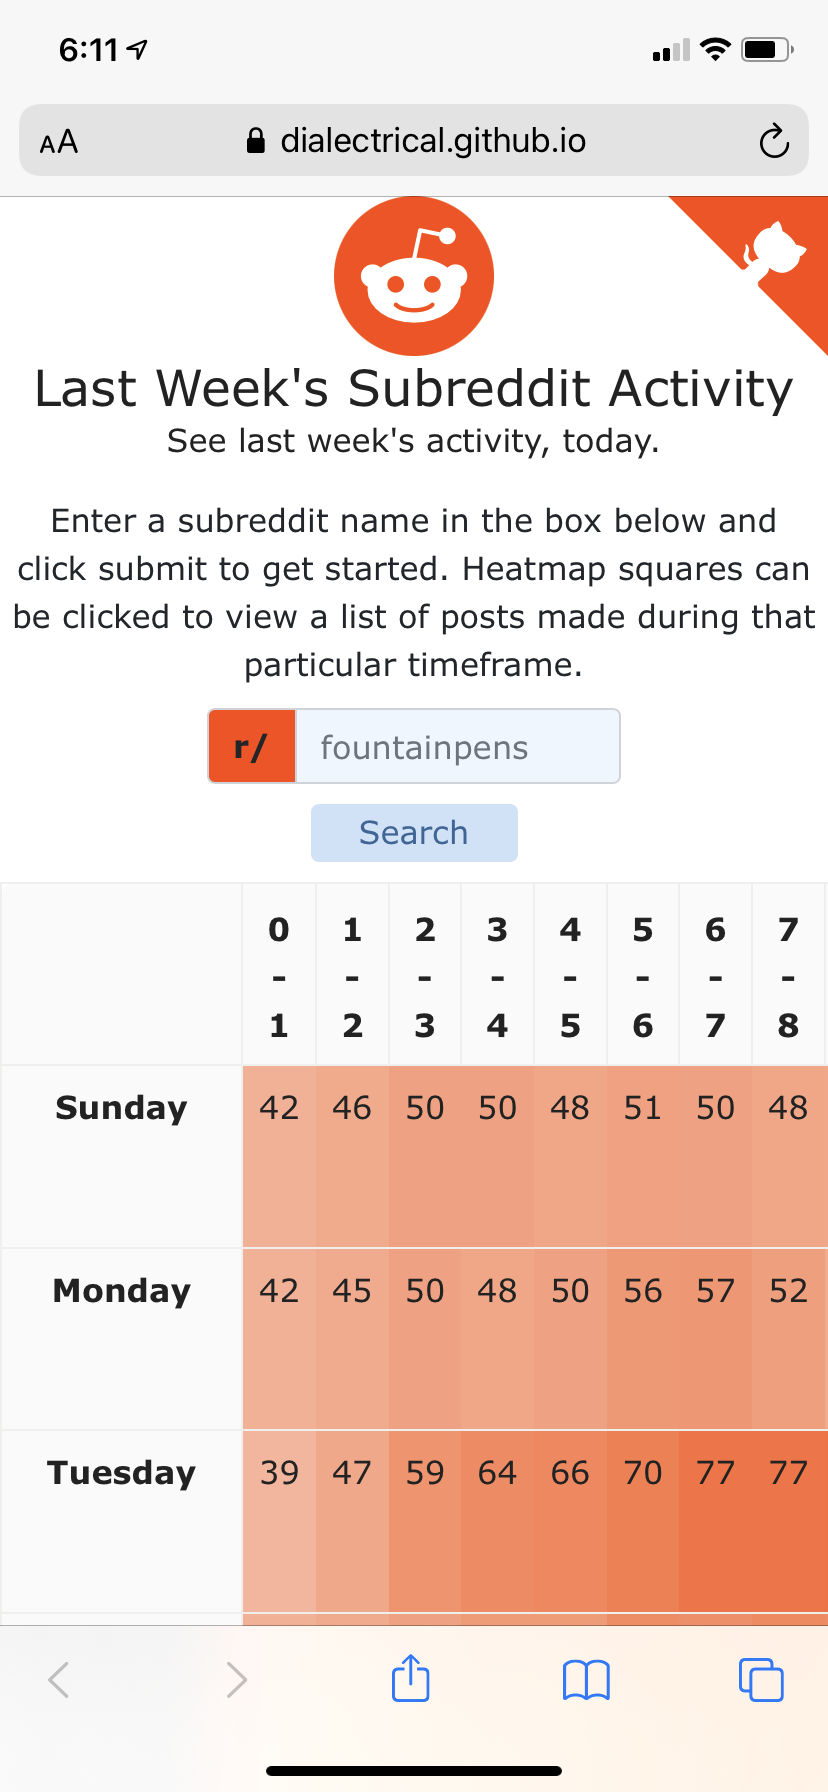 6:11
AA dialectrical.github.io
Last Week's Subreddit Activity
See last week's activity, today.
Enter a subreddit name in the box below and
click submit to get started. Heatmap squares can
be clicked to view a list of posts made during that
particular timeframe.
r/ fountainpens
Search
0 1 2 3 4 5 6 7
- - - - - - - -
1 2 3 4 5 6 7 8
Sunday 42 46 50 50 48 51 50 48
Monday 42 45 50 48 50 56 57 52
Tuesday 39 47 59 64 66 70 77 77